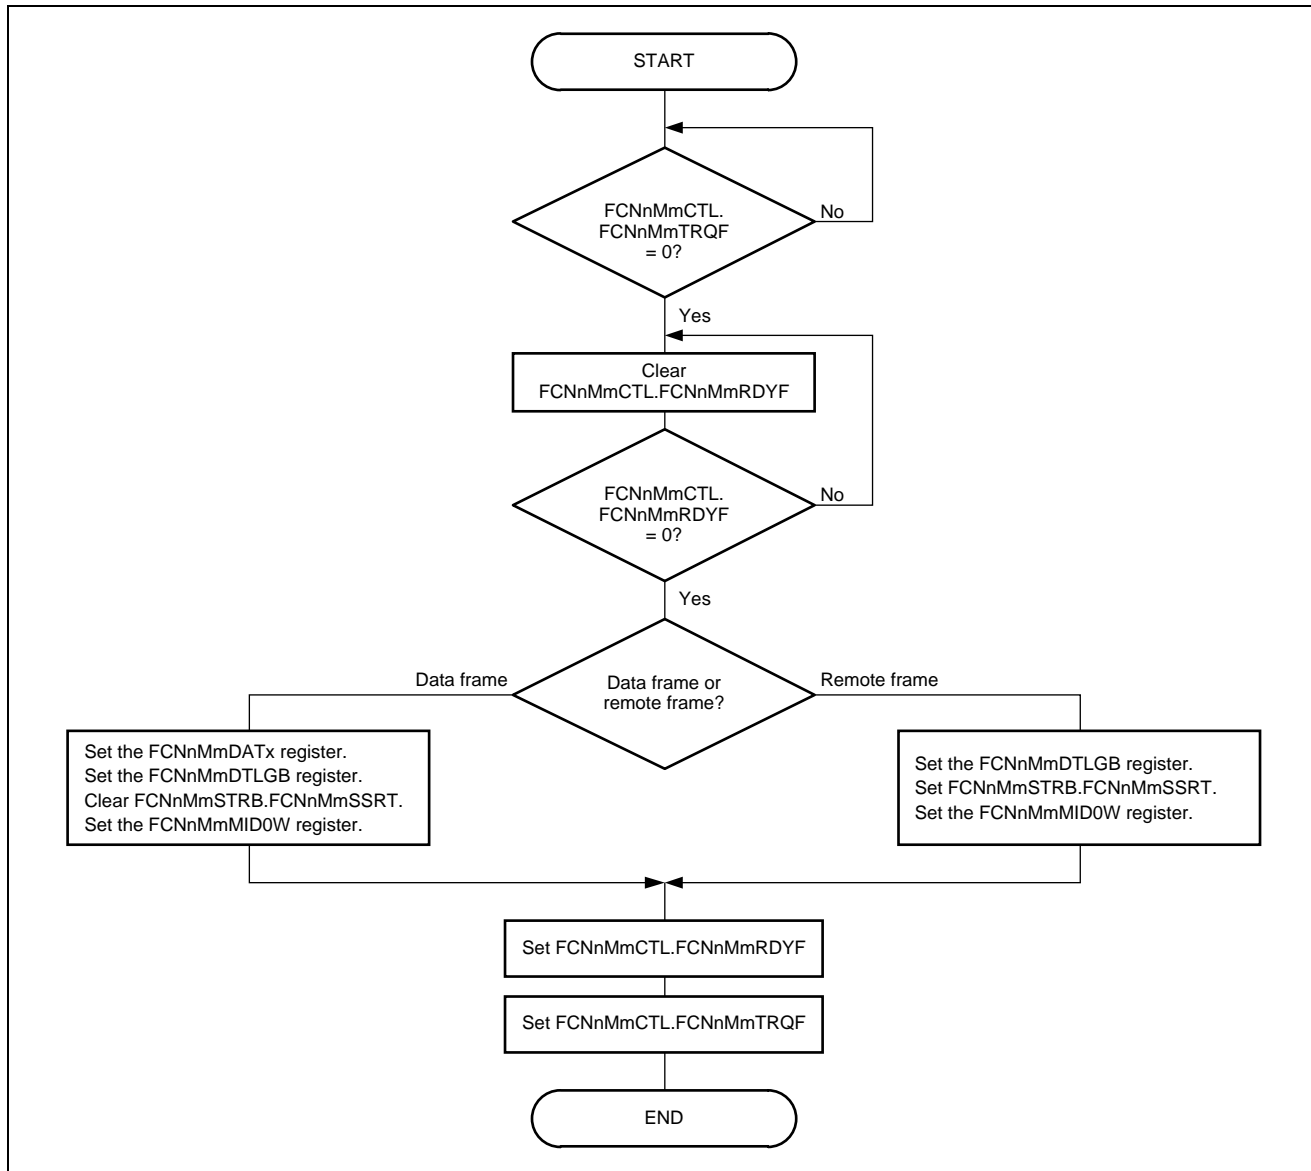 START
FCNnMmCTL.
FCNnMmTRQF
= 0?
No
Yes
Clear
FCNnMmCTL.FCNnMmRDYF
FCNnMmCTL.
FCNnMmRDYF
= 0?
No
Yes
Data frame
Data frame or
remote frame?
Remote frame
Set the FCNnMmDATx register.
Set the FCNnMmDTLGB register.
Clear FCNnMmSTRB.FCNnMmSSRT.
Set the FCNnMmMID0W register.
Set the FCNnMmDTLGB register.
Set FCNnMmSTRB.FCNnMmSSRT.
Set the FCNnMmMID0W register.
Set FCNnMmCTL.FCNnMmRDYF
Set FCNnMmCTL.FCNnMmTRQF
END